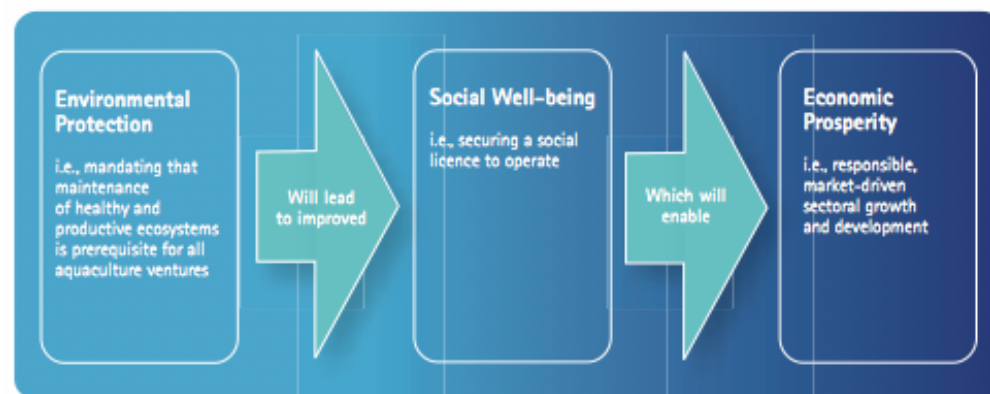 Environmental
Protection
i.e., mandating that
maintenance
of healthy and
productive ecosystems
is prerequisite for all
aquaculture ventures
Will lead
to improved
Social Well-being
i.e., securing a social
licence to operate
Which will
enable
Economic
Prosperity
i.e., responsible,
market-driven
sectoral growth
and development